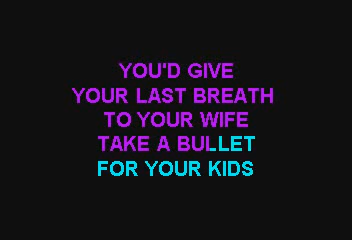 YOU'D GIVE
YOUR LAST BREATH
TO YOUR WIFE
TAKE A BULLET
FOR YOUR KIDS